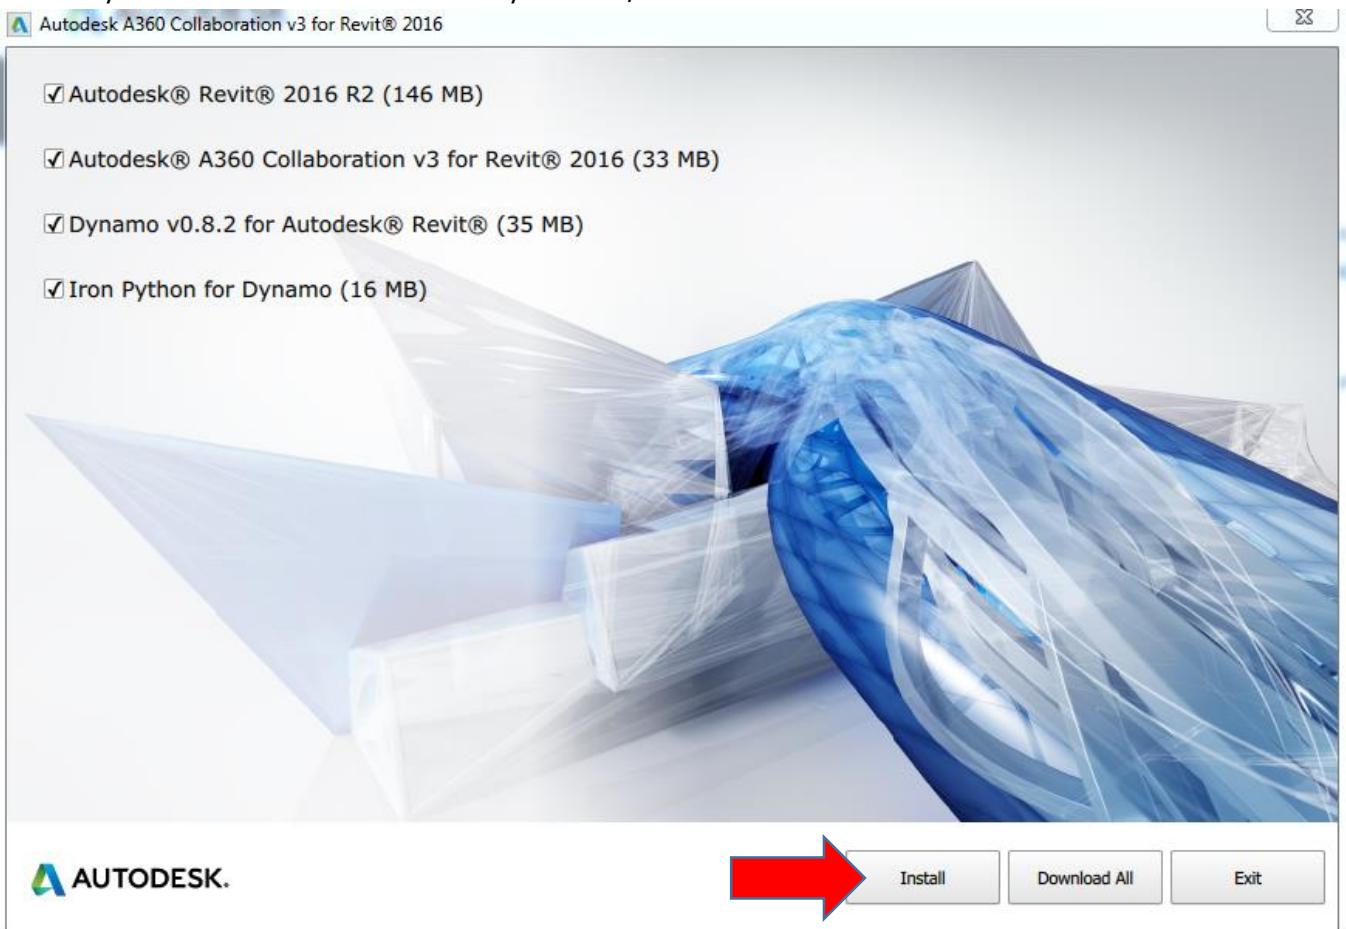 Autodesk A360 Collaboration v3 for Revit® 2016
Autodesk® Revit® 2016 R2 (146 MB)
Autodesk® A360 Collaboration v3 for Revit® 2016 (33 MB)
Dynamo v0.8.2 for Autodesk® Revit® (35 MB)
Iron Python for Dynamo (16 MB)
AUTODESK.
Install
Download All
Exit